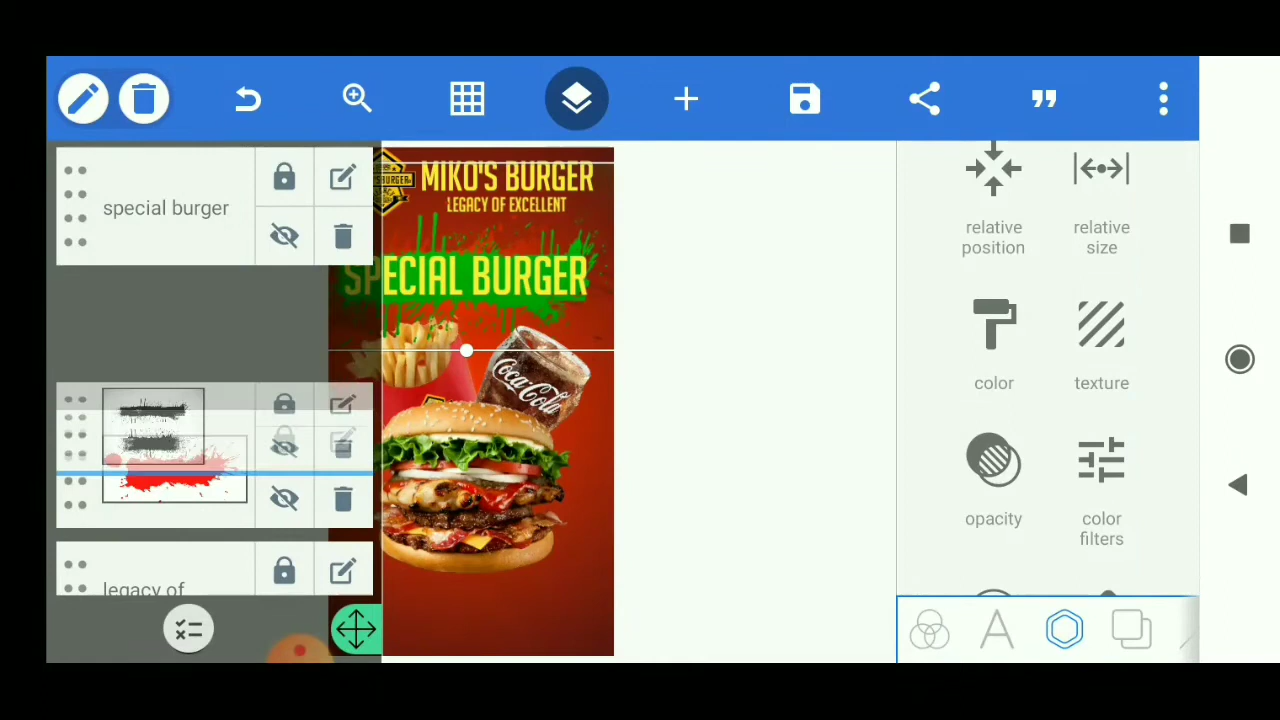 special burger
legacy of
BURGER
MIKO'S BURGER
LEGACY OF EXCELLENT
SPECIAL BURGER
Coca-Cola
relative
position
relative
size
color
texture
opacity
color
filters